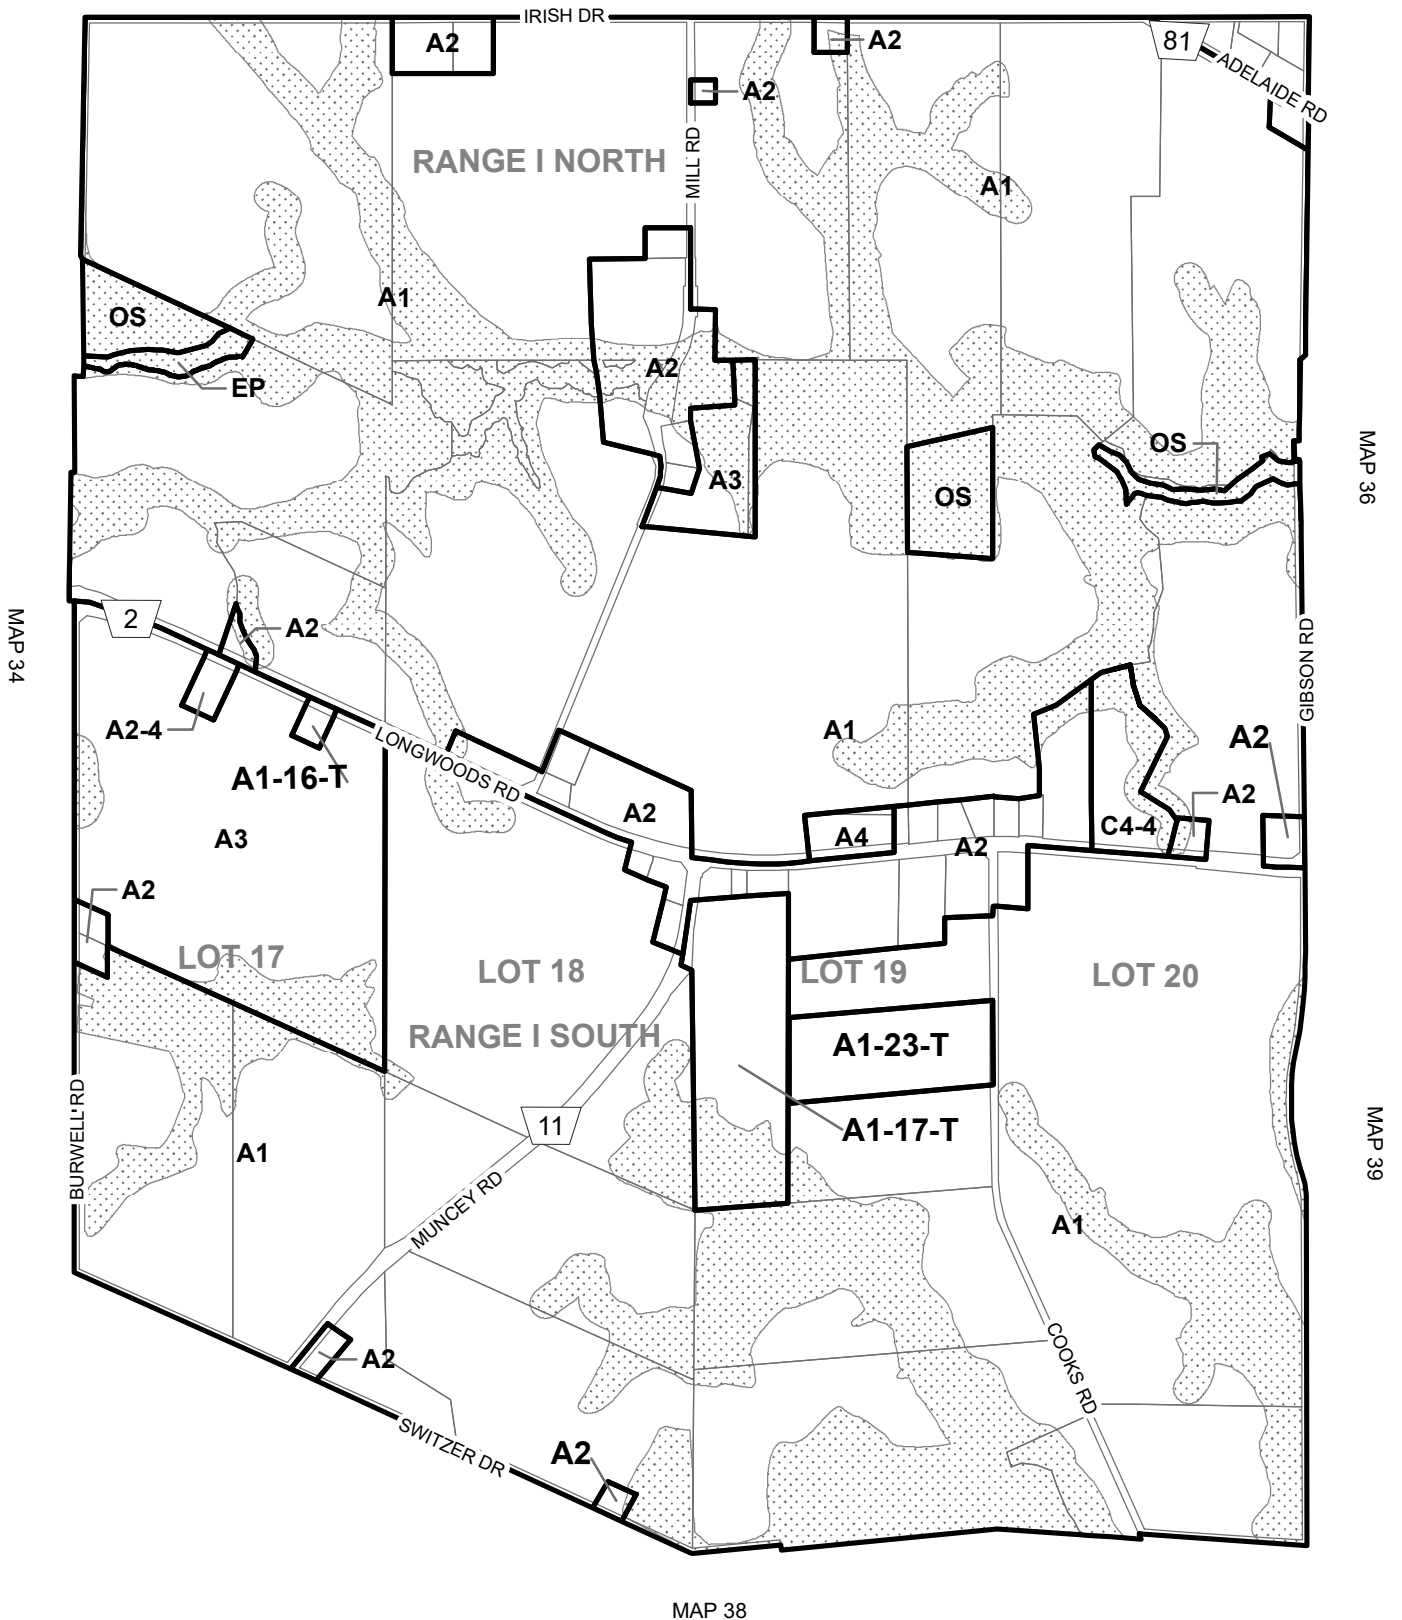 IRISH DR
A2
A2
81
ADELAIDE RD
A2
MILL RD
RANGE I NORTH
A1
A1
OS
A2
EP
OS
MAP 36
A3
OS
2
A2
MAP 34
GIBSON RD
A2-4
A1
A2
LONGWOODS RD
A1-16-T
A2
A2
C4-4
A3
A4
A2
A2
LOT 17
LOT 18
LOT 19
LOT 20
RANGE I SOUTH
A1-23-T
BURWELL RD
11
A1-17-T
MAP 39
A1
MUNCEY RD
A1
A2
COOKS RD
SWITZER DR
A2
MAP 38